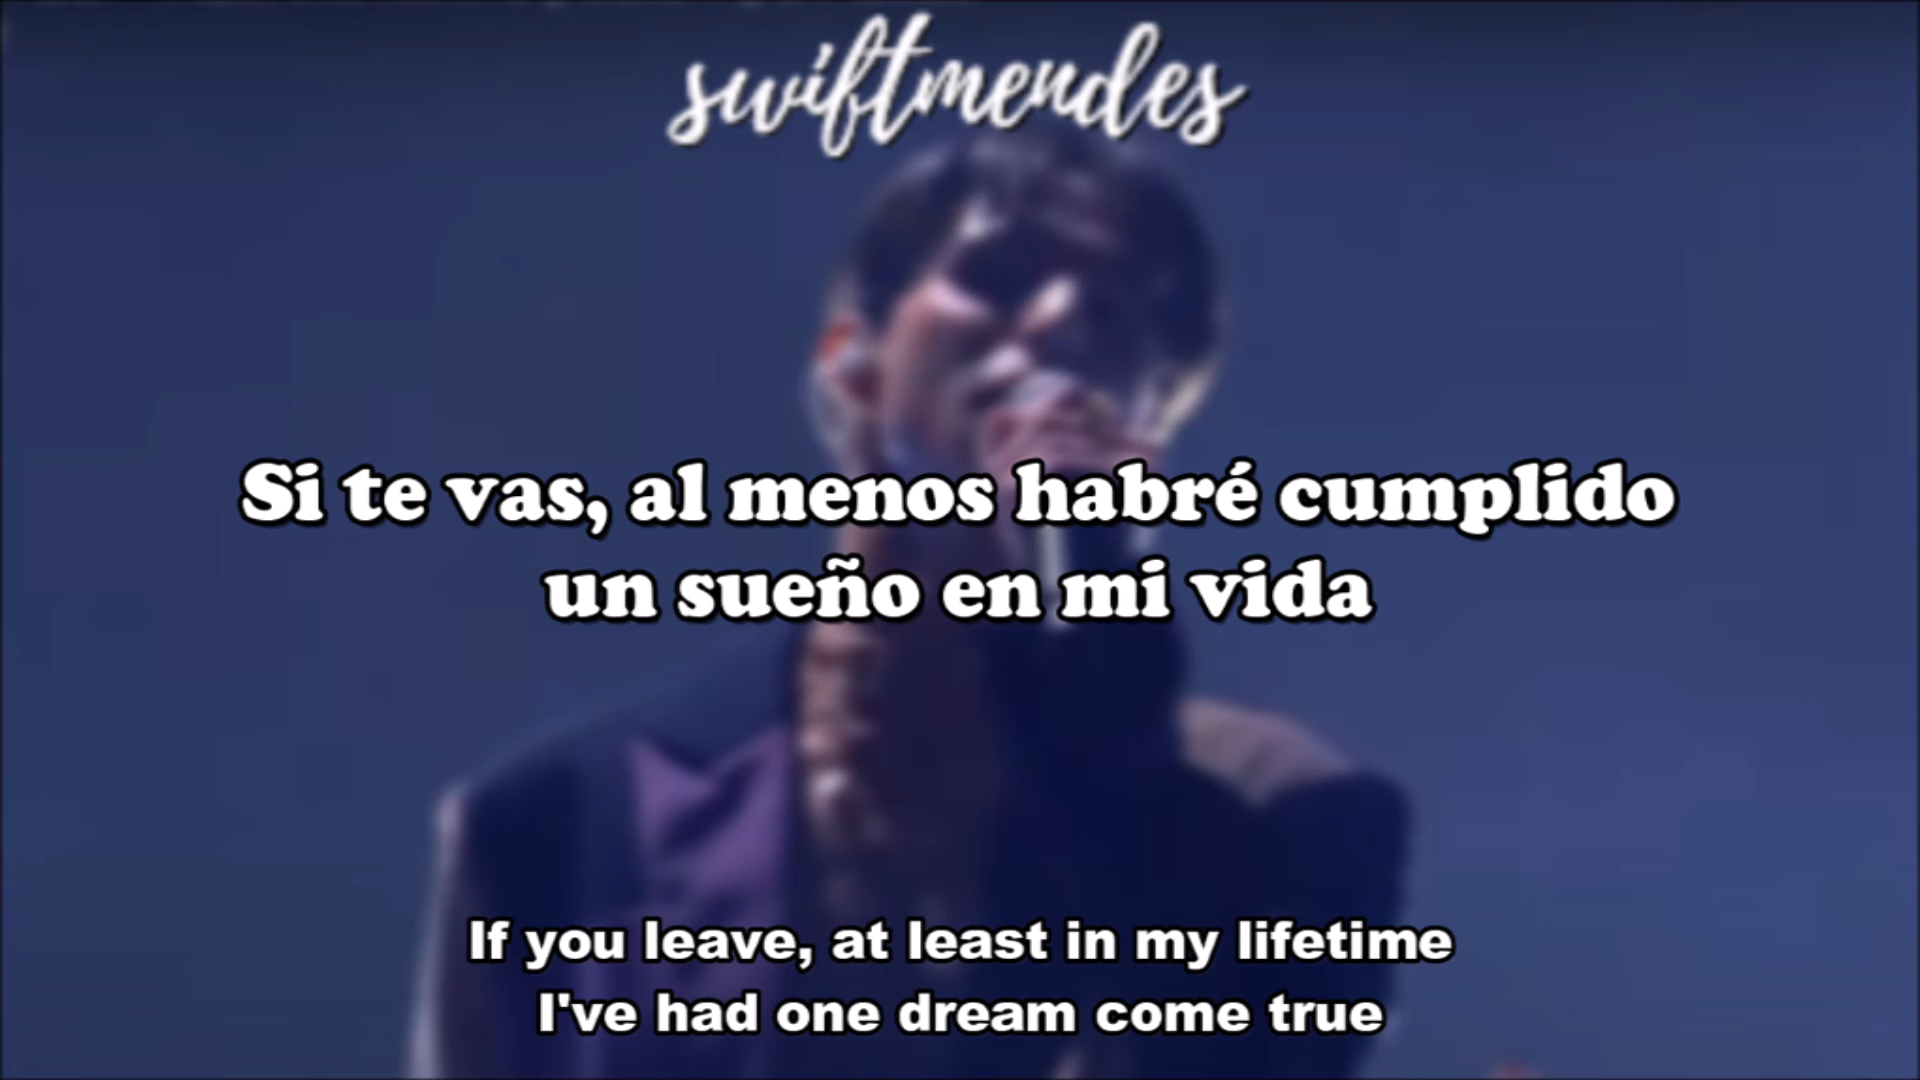 swiftmendes
Si te vas, al menos habré cumplido
un sueño en mi vida
If you leave, at least in my lifetime
I've had one dream come true